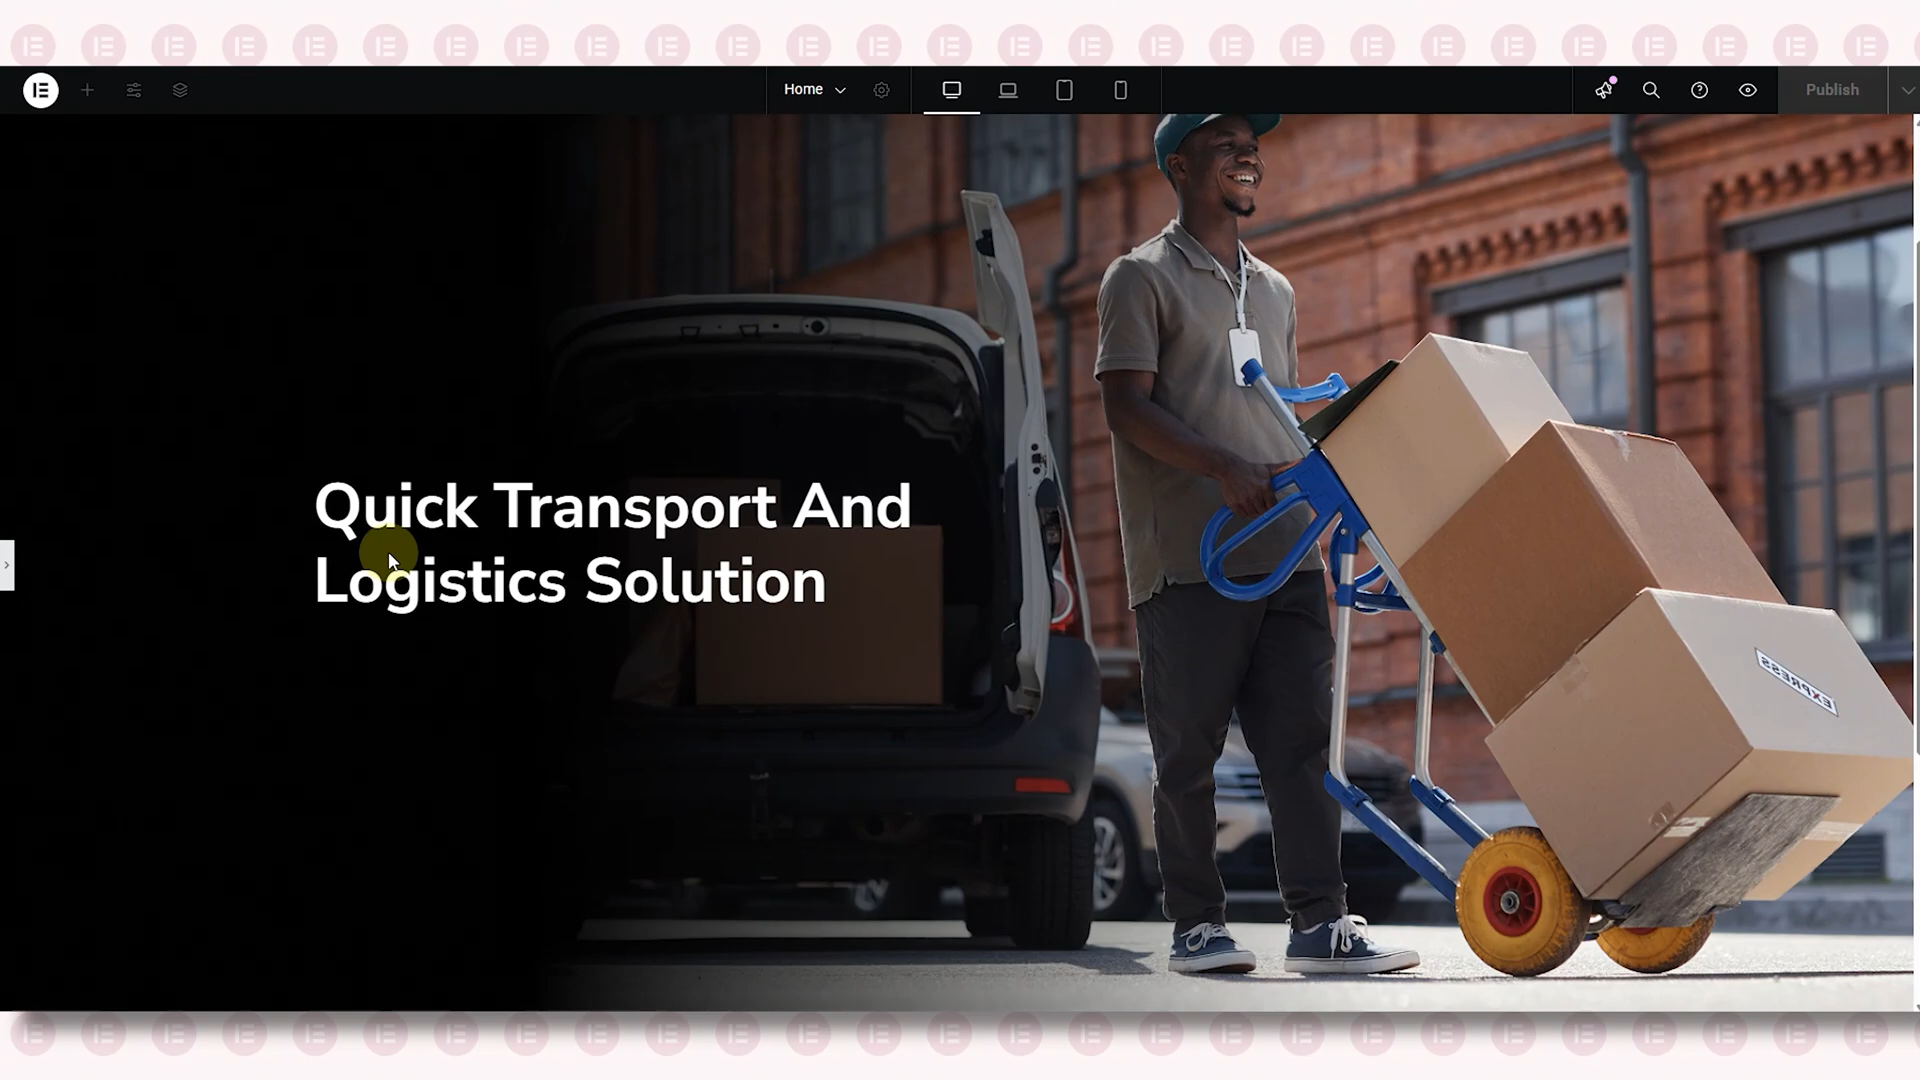 Home
Publish
Quick Transport And
Logistics Solution
EXPRESS